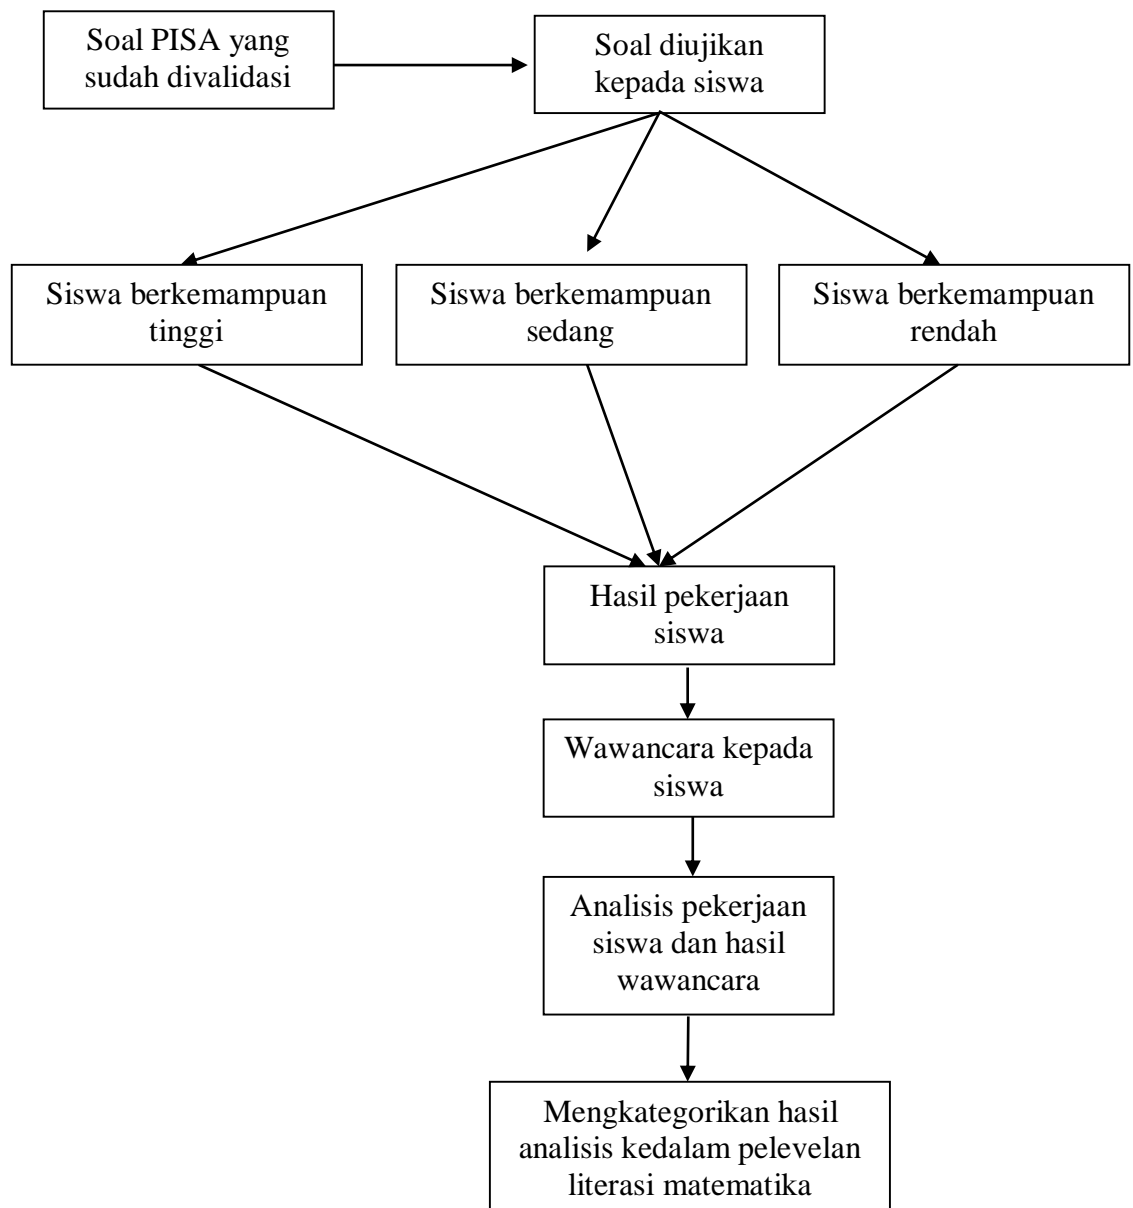 Soal PISA yang
sudah divalidasi
Soal diujikan
kepada siswa
Siswa berkemampuan
tinggi
Siswa berkemampuan
sedang
Siswa berkemampuan
rendah
Hasil pekerjaan
siswa
Wawancara kepada
siswa
Analisis pekerjaan
siswa dan hasil
wawancara
Mengkategorikan hasil
analisis kedalam pelevelan
literasi matematika